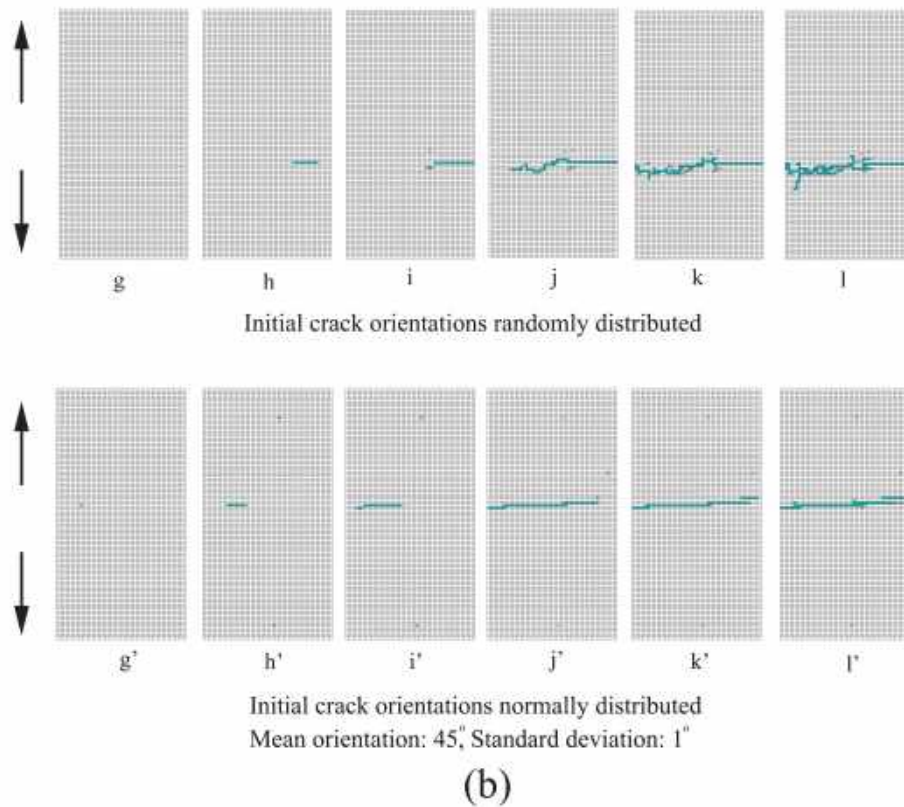 g h i j k l
Initial crack orientations randomly distributed
g' h' i' j' k' l'
Initial crack orientations normally distributed
Mean orientation: 45°, Standard deviation: 1°
(b)